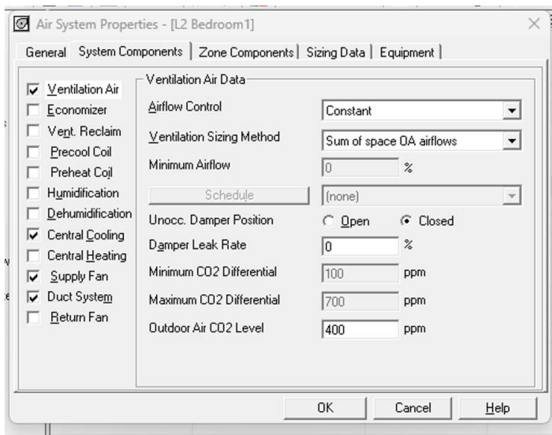 Air System Properties - [L2 Bedroom1]
General System Components Zone Components Sizing Data Equipment
Ventilation Air
Economizer
Vent. Reclaim
Precool Coil
Preheat Coil
Humidification
Dehumidification
Central Cooling
Central Heating
Supply Fan
Duct System
Return Fan
Ventilation Air Data
Airflow Control Constant
Ventilation Sizing Method Sum of space OA airflows
Minimum Airflow 0 %
Schedule (none)
Unocc. Damper Position Open Closed
Damper Leak Rate 0 %
Minimum CO2 Differential 100 ppm
Maximum CO2 Differential 700 ppm
Outdoor Air CO2 Level 400 ppm
OK Cancel Help